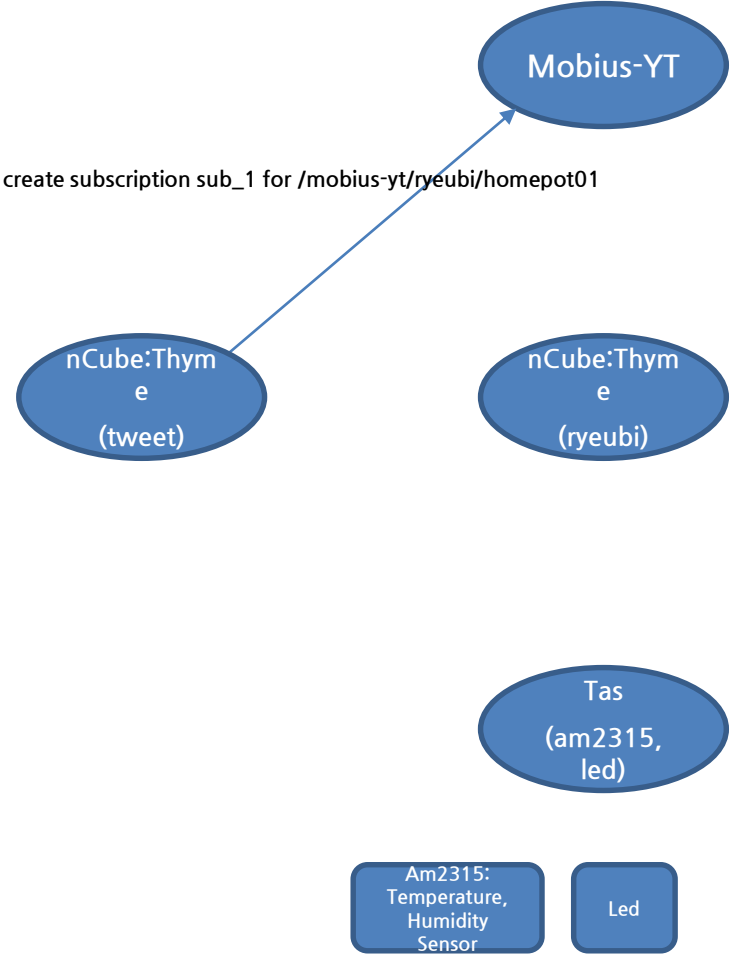 Mobius-YT
create subscription sub_1 for /mobius-yt/ryeubi/homepot01
nCube:Thym
e
(tweet)
nCube:Thym
e
(ryeubi)
Tas
(am2315,
led)
Am2315:
Temperature,
Humidity
Sensor
Led